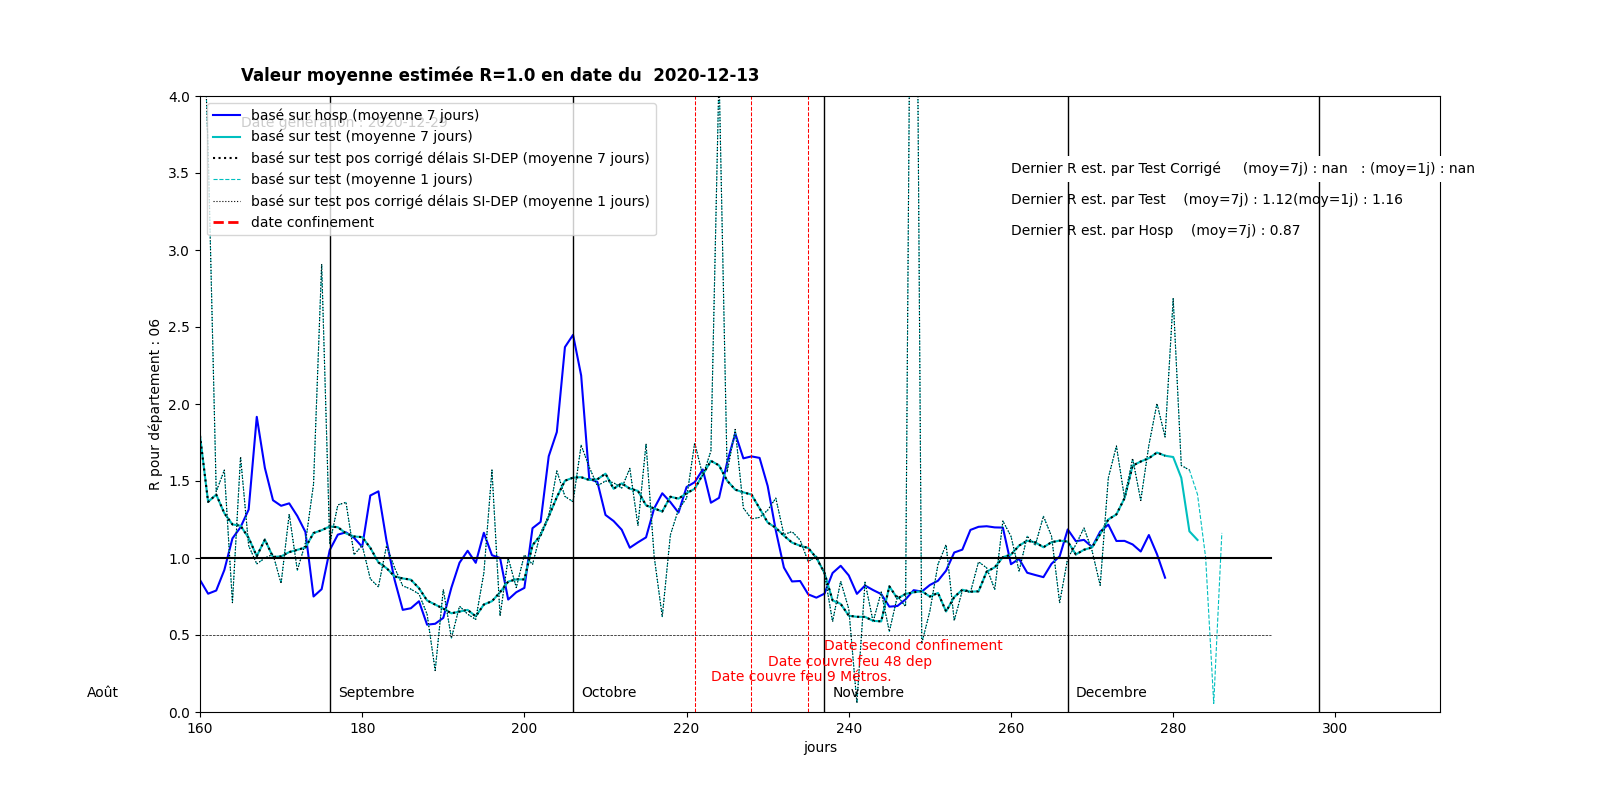 Valeur moyenne estimée R=1.0 en date du  2020-12-13
4.0
3.5
3.0
2.5
2.0
1.5
1.0
0.5
0.0
R pour département : 06
Date génération : 2020-12-29
basé sur hosp (moyenne 7 jours)
basé sur test (moyenne 7 jours)
basé sur test pos corrigé délais SI-DEP (moyenne 7 jours)
basé sur test (moyenne 1 jours)
basé sur test pos corrigé délais SI-DEP (moyenne 1 jours)
date confinement
Dernier R est. par Test Corrigé     (moy=7j) : nan   : (moy=1j) : nan
Dernier R est. par Test    (moy=7j) : 1.12(moy=1j) : 1.16
Dernier R est. par Hosp    (moy=7j) : 0.87
Date second confinement
Date couvre feu 48 dep
Date couvre feu 9 Metros.
Août
Septembre
Octobre
Novembre
Decembre
160
180
200
220
240
260
280
300
jours